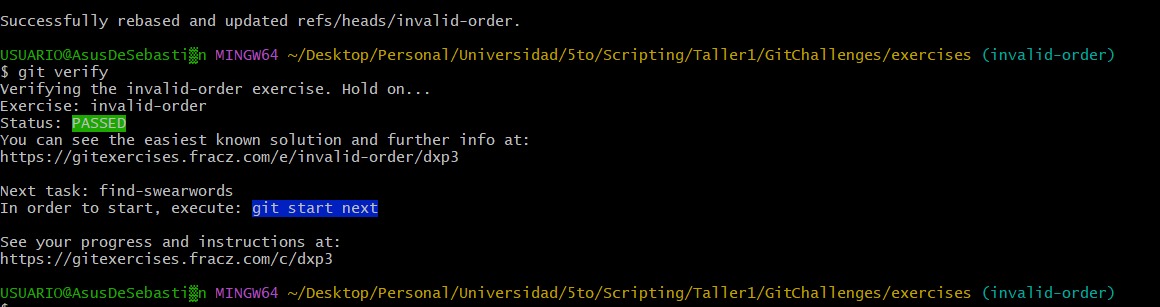 Successfully rebased and updated refs/heads/invalid-order.
USUARIO@AsusDeSebasti▒n MINGW64 ~/Desktop/Personal/Universidad/5to/Scripting/Taller1/GitChallenges/exercises (invalid-order)
$ git verify
Verifying the invalid-order exercise. Hold on...
Exercise: invalid-order
Status: PASSED
You can see the easiest known solution and further info at:
https://gitexercises.fracz.com/e/invalid-order/dxp3
Next task: find-swearwords
In order to start, execute: git start next
See your progress and instructions at:
https://gitexercises.fracz.com/c/dxp3
USUARIO@AsusDeSebasti▒n MINGW64 ~/Desktop/Personal/Universidad/5to/Scripting/Taller1/GitChallenges/exercises (invalid-order)